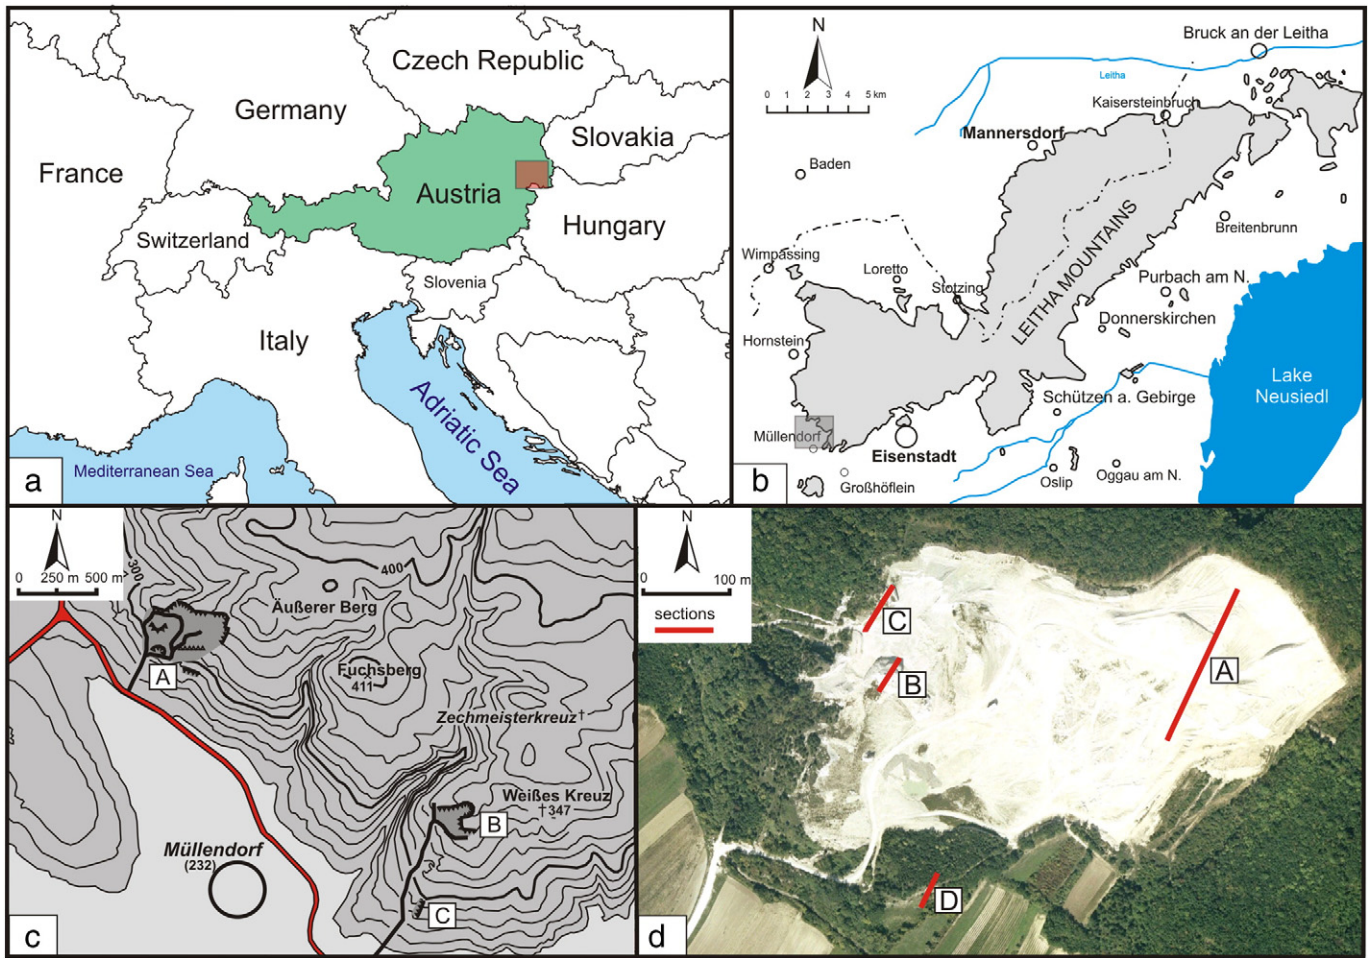 Czech Republic
Germany
Slovakia
France
Austria
Hungary
Switzerland
Slovenia
Italy
Adriatic Sea
Mediterranean Sea
a
N
0 1 2 3 4 5 km
Bruck an der Leitha
Leitha
Kaisersteinbruch
Mannersdorf
Baden
LEITHA MOUNTAINS
Breitenbrunn
Wimpassing
Loretto
Stotzing
Purbach am N.
Donnerskirchen
Hornstein
Lake
Neusiedl
Schützen a. Gebirge
Müllendorf
Eisenstadt
Großhöflein
Oslip
Oggau am N.
b
N
0 250 m 500 m
300
400
Äußerer Berg
A
Fuchsberg
411
Zechmeisterkreuz†
Weißes Kreuz
†347
B
Müllendorf
(232)
C
c
N
0 100 m
sections
C
B
A
D
d